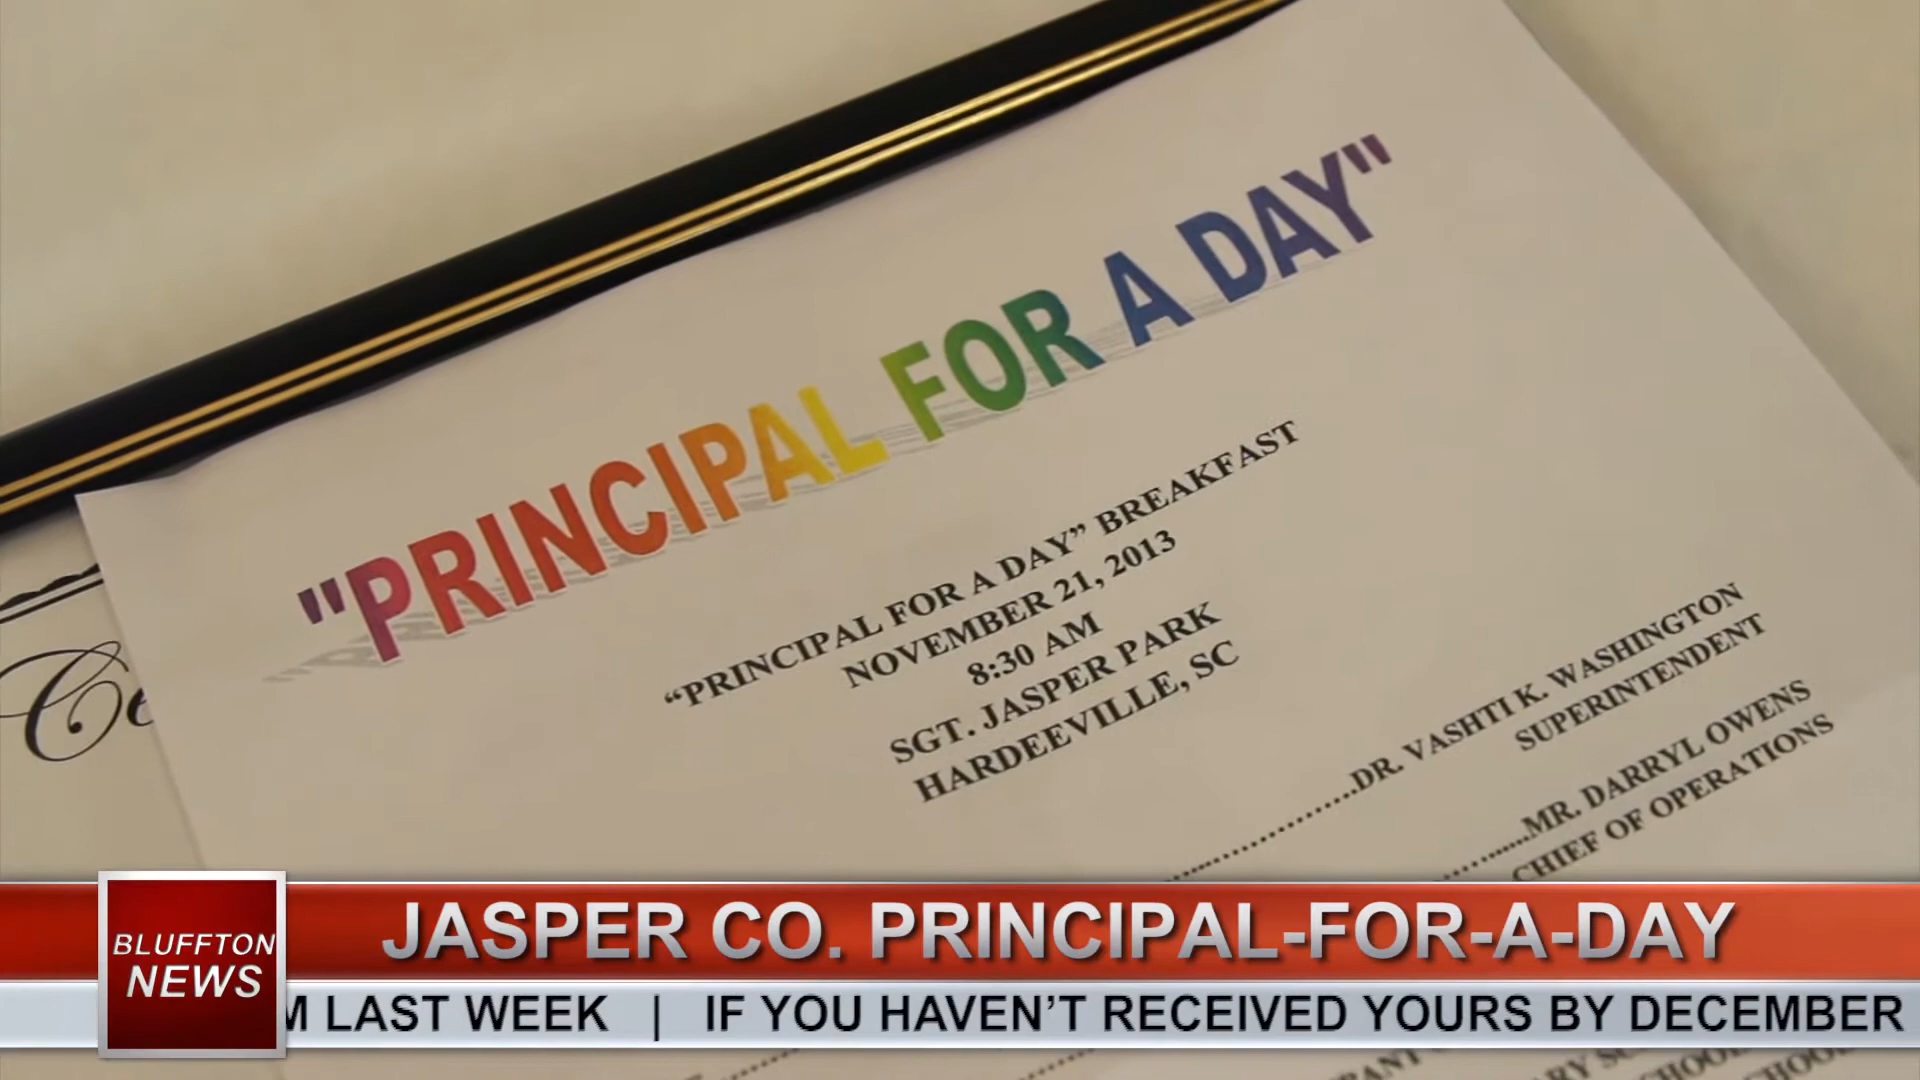 "PRINCIPAL FOR A DAY"
“PRINCIPAL FOR A DAY” BREAKFAST
NOVEMBER 21, 2013
8:30 AM
SGT. JASPER PARK
HARDEEVILLE, SC
DR. VASHTI K. WASHINGTON
SUPERINTENDENT
MR. DARRYL OWENS
CHIEF OF OPERATIONS
JASPER CO. PRINCIPAL-FOR-A-DAY
BLUFFTON
NEWS
M LAST WEEK | IF YOU HAVEN’T RECEIVED YOURS BY DECEMBER